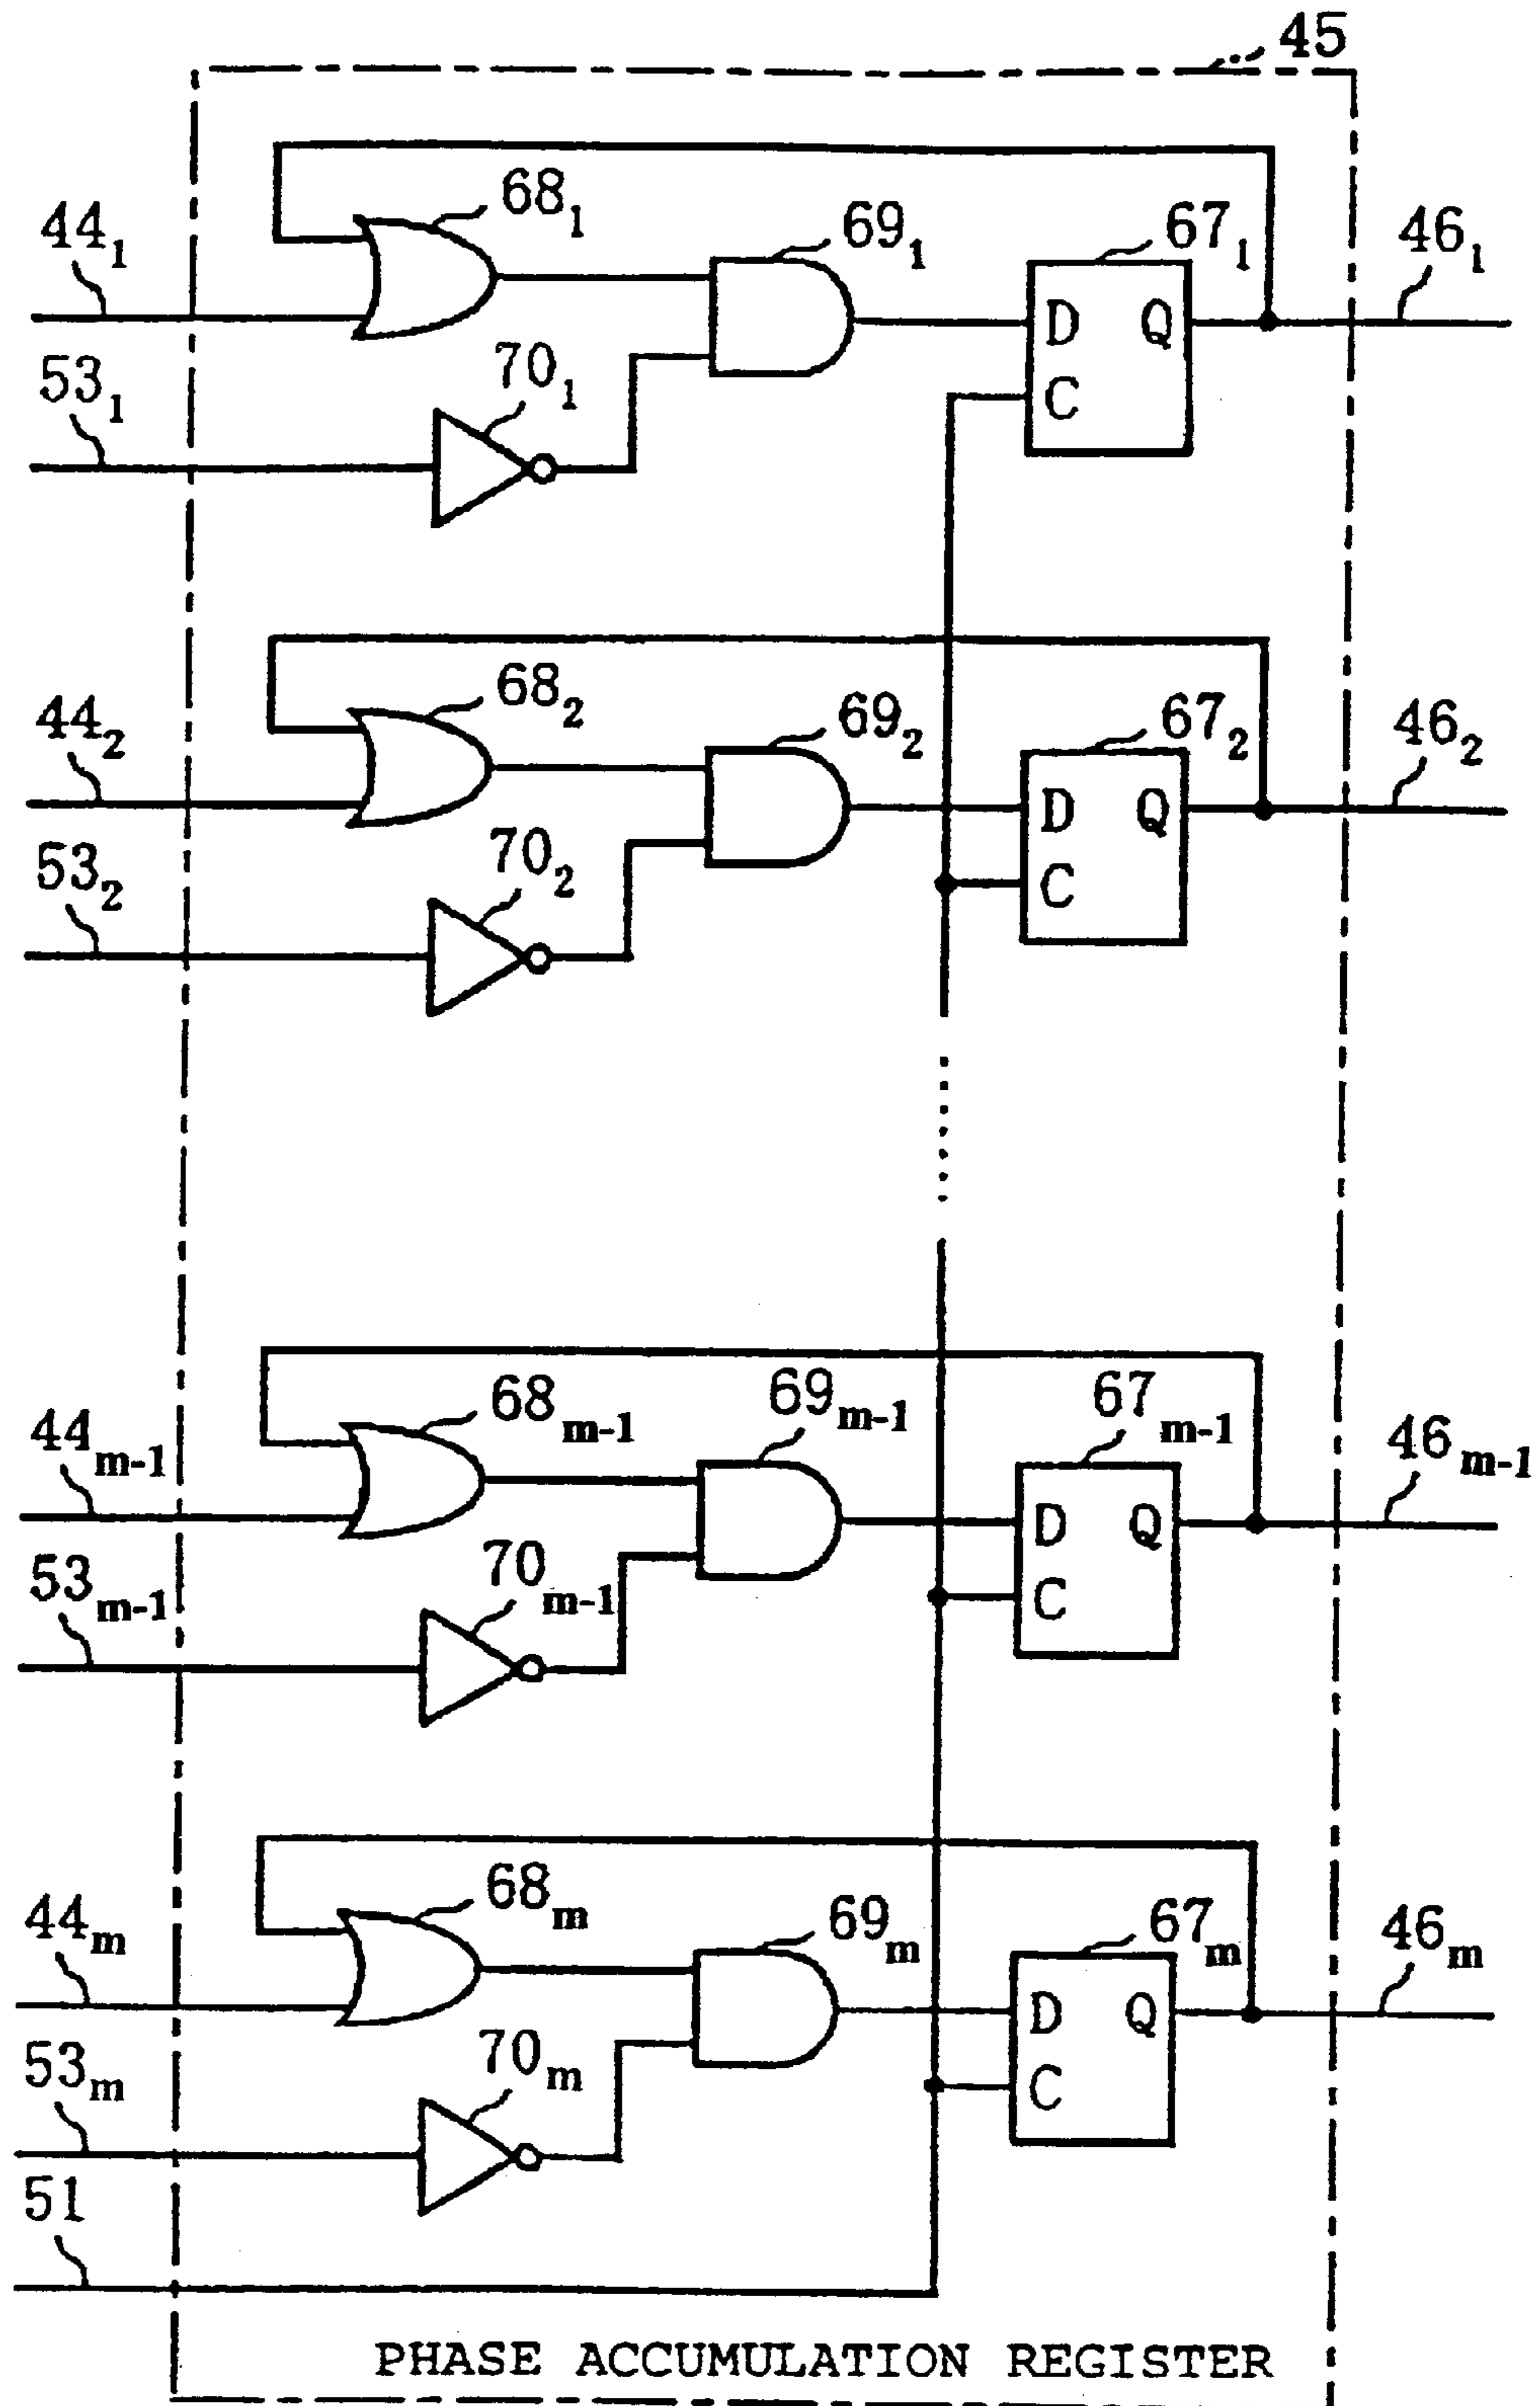 45
68₁
69₁
67₁
44₁
46₁
D Q
C
53₁
70₁
68₂
69₂
67₂
44₂
46₂
D Q
C
53₂
70₂
68m-1
69m-1
67m-1
44m-1
46m-1
D Q
C
53m-1
70m-1
68m
69m
67m
44m
46m
D Q
C
53m
70m
51
PHASE ACCUMULATION REGISTER